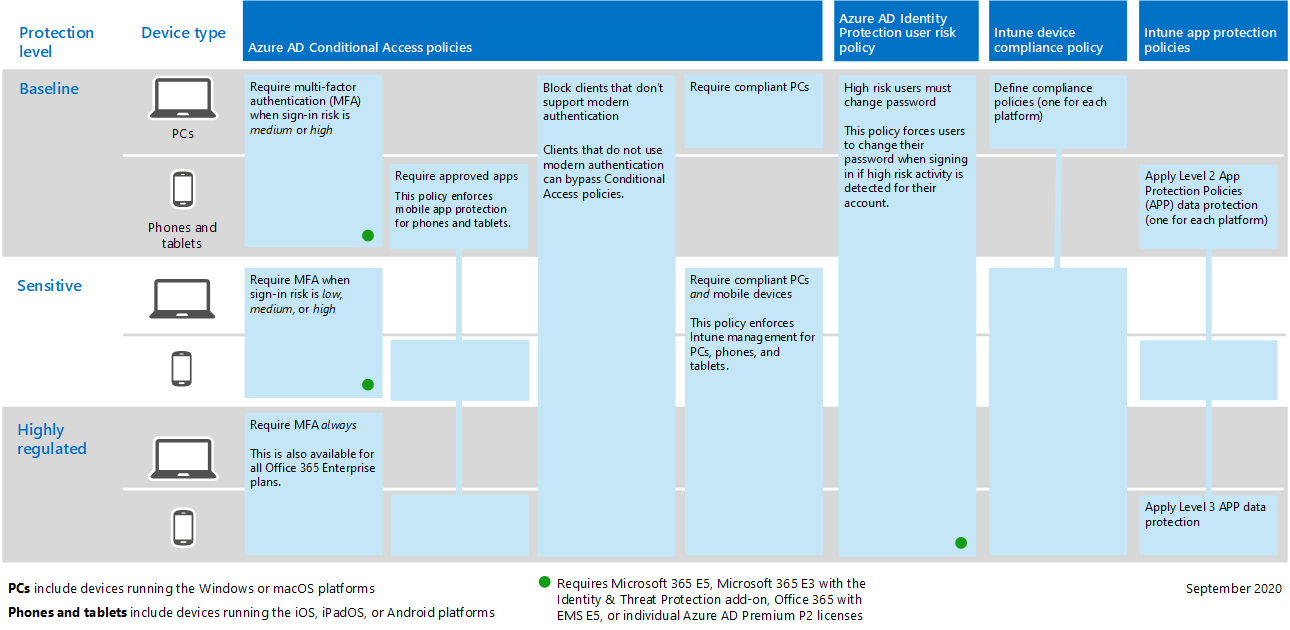 Protection
level
Device type
Azure AD Conditional Access policies
Azure AD Identity
Protection user risk
policy
Intune device
compliance policy
Intune app protection
policies
Baseline
PCs
Require multi-factor
authentication (MFA)
when sign-in risk is
medium or high
Block clients that don't
support modern
authentication
Clients that do not use
modern authentication
can bypass Conditional
Access policies.
Require compliant PCs
High risk users must
change password
This policy forces users
to change their
password when signing
in if high risk activity is
detected for their
account.
Define compliance
policies (one for each
platform)
Phones and
tablets
Require approved apps
This policy enforces
mobile app protection
for phones and tablets.
Apply Level 2 App
Protection Policies
(APP) data protection
(one for each platform)
Sensitive
Require MFA when
sign-in risk is low,
medium, or high
Require compliant PCs
and mobile devices
This policy enforces
Intune management for
PCs, phones, and
tablets.
Highly
regulated
Require MFA always
This is also available for
all Office 365 Enterprise
plans.
Apply Level 3 APP data
protection
PCs include devices running the Windows or macOS platforms
Phones and tablets include devices running the iOS, iPadOS, or Android platforms
Requires Microsoft 365 E5, Microsoft 365 E3 with the
Identity & Threat Protection add-on, Office 365 with
EMS E5, or individual Azure AD Premium P2 licenses
September 2020